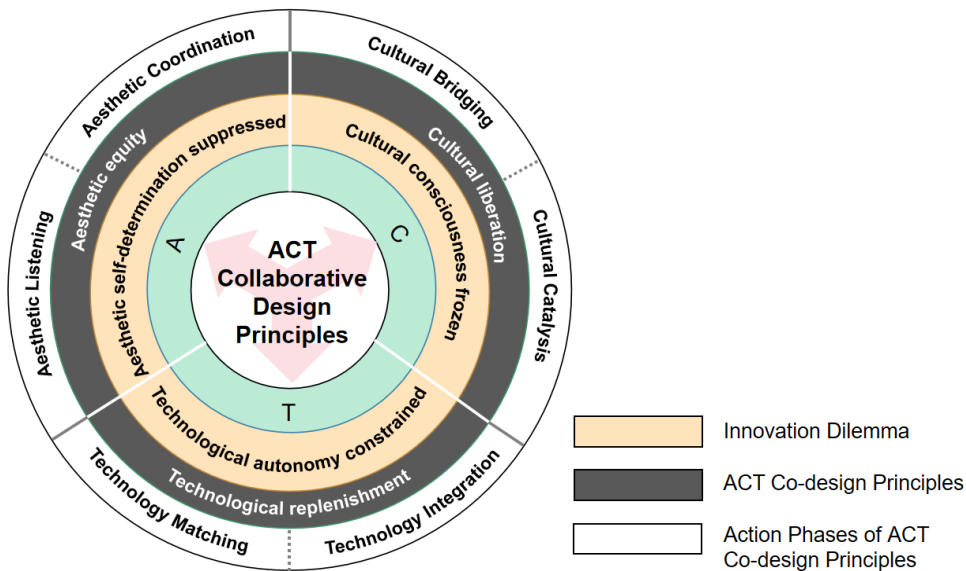 Aesthetic Coordination
Cultural Bridging
Aesthetic equity
Aesthetic self-determination suppressed
Cultural consciousness frozen
Cultural liberation
Aesthetic Listening
Cultural Catalysis
A
C
T
ACT
Collaborative
Design
Principles
Technological autonomy constrained
Technological replenishment
Technology Matching
Technology Integration
Innovation Dilemma
ACT Co-design Principles
Action Phases of ACT
Co-design Principles